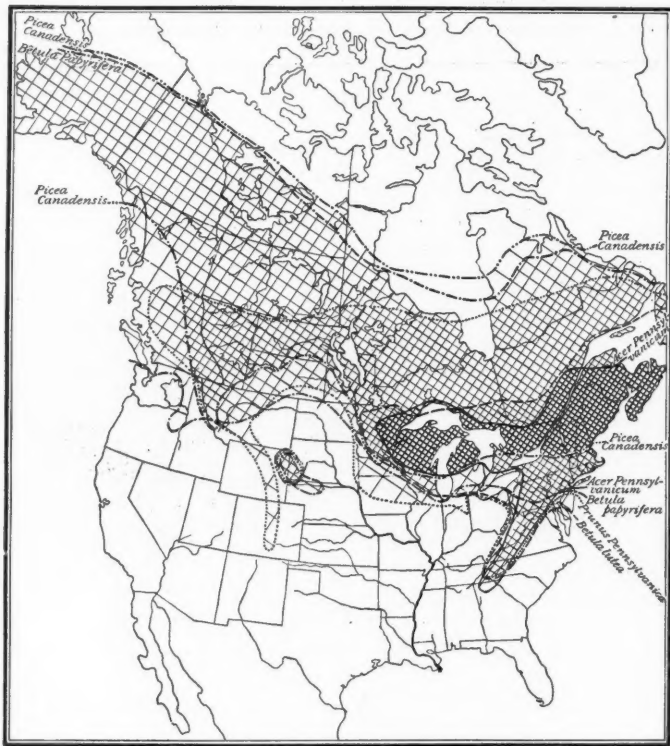 Picea
Canadensis
Betula Papyrifera
Picea
Canadensis
Picea
Canadensis
Acer Pennsyl-
vanicum
Picea
Canadensis
Acer Pennsyl-
vanicum
Betula
papyrifera
Prunus Pennsylvanica
Betula lutea